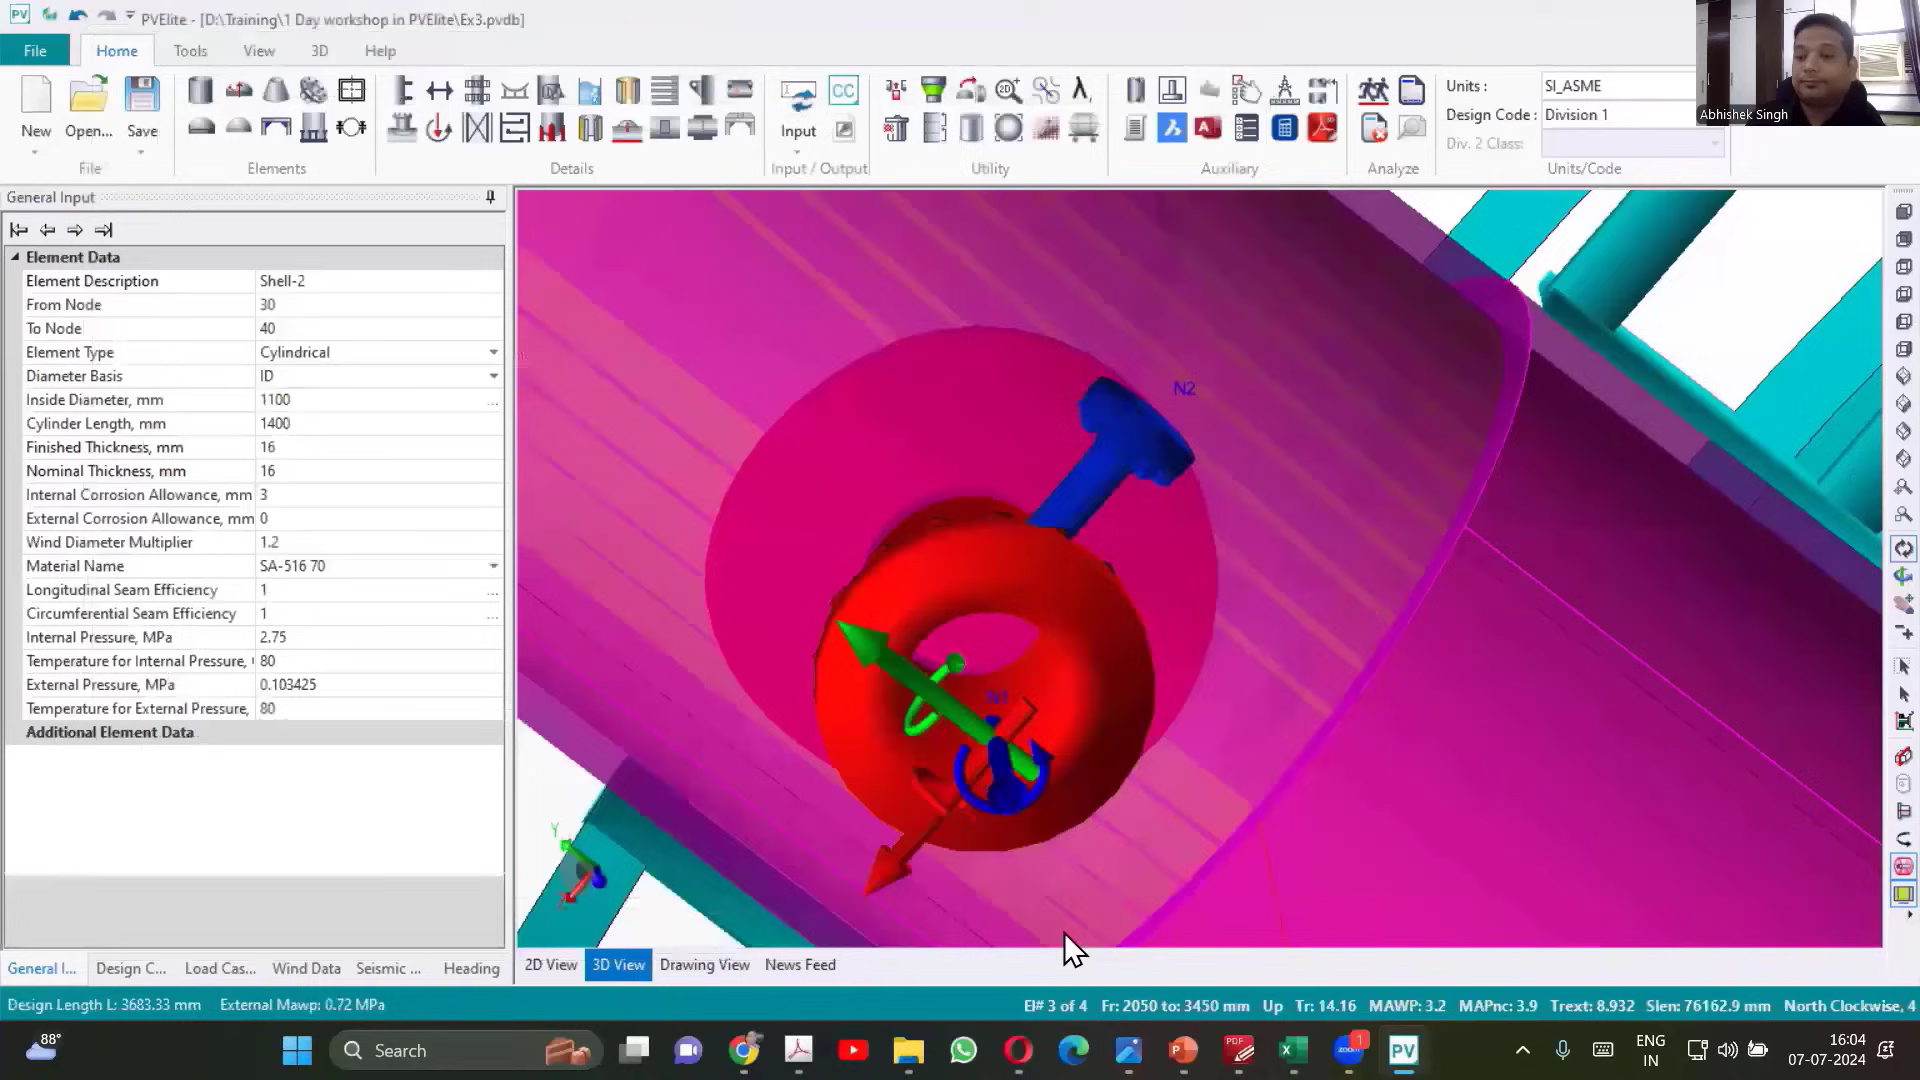 PV
PVElite - [D:\Training\1 Day workshop in PVElite\Ex3.pvdb]
File
Home
Tools
View
3D
Help
New
Open...
Save
Input
CC
File
Elements
Details
Input / Output
Utility
Auxiliary
Analyze
Units/Code
Units :
SI_ASME
Design Code :
Division 1
Div. 2 Class:
Abhishek Singh
General Input
Element Data
Element Description Shell-2
From Node 30
To Node 40
Element Type Cylindrical
Diameter Basis ID
Inside Diameter, mm 1100 ...
Cylinder Length, mm 1400
Finished Thickness, mm 16
Nominal Thickness, mm 16
Internal Corrosion Allowance, mm 3
External Corrosion Allowance, mm 0
Wind Diameter Multiplier 1.2
Material Name SA-516 70
Longitudinal Seam Efficiency 1 ...
Circumferential Seam Efficiency 1 ...
Internal Pressure, MPa 2.75
Temperature for Internal Pressure, 80
External Pressure, MPa 0.103425
Temperature for External Pressure, 80
Additional Element Data
N2
N1
Y
General I...
Design C...
Load Cas...
Wind Data
Seismic ...
Heading
2D View
3D View
Drawing View
News Feed
Design Length L: 3683.33 mm External Mawp: 0.72 MPa
El# 3 of 4 Fr: 2050 to: 3450 mm Up Tr: 14.16 MAWP: 3.2 MAPnc: 3.9 Trext: 8.932 Slen: 76162.9 mm North Clockwise, 4
88°
Search
PDF
zoom
1
PV
ENG
IN
16:04
07-07-2024